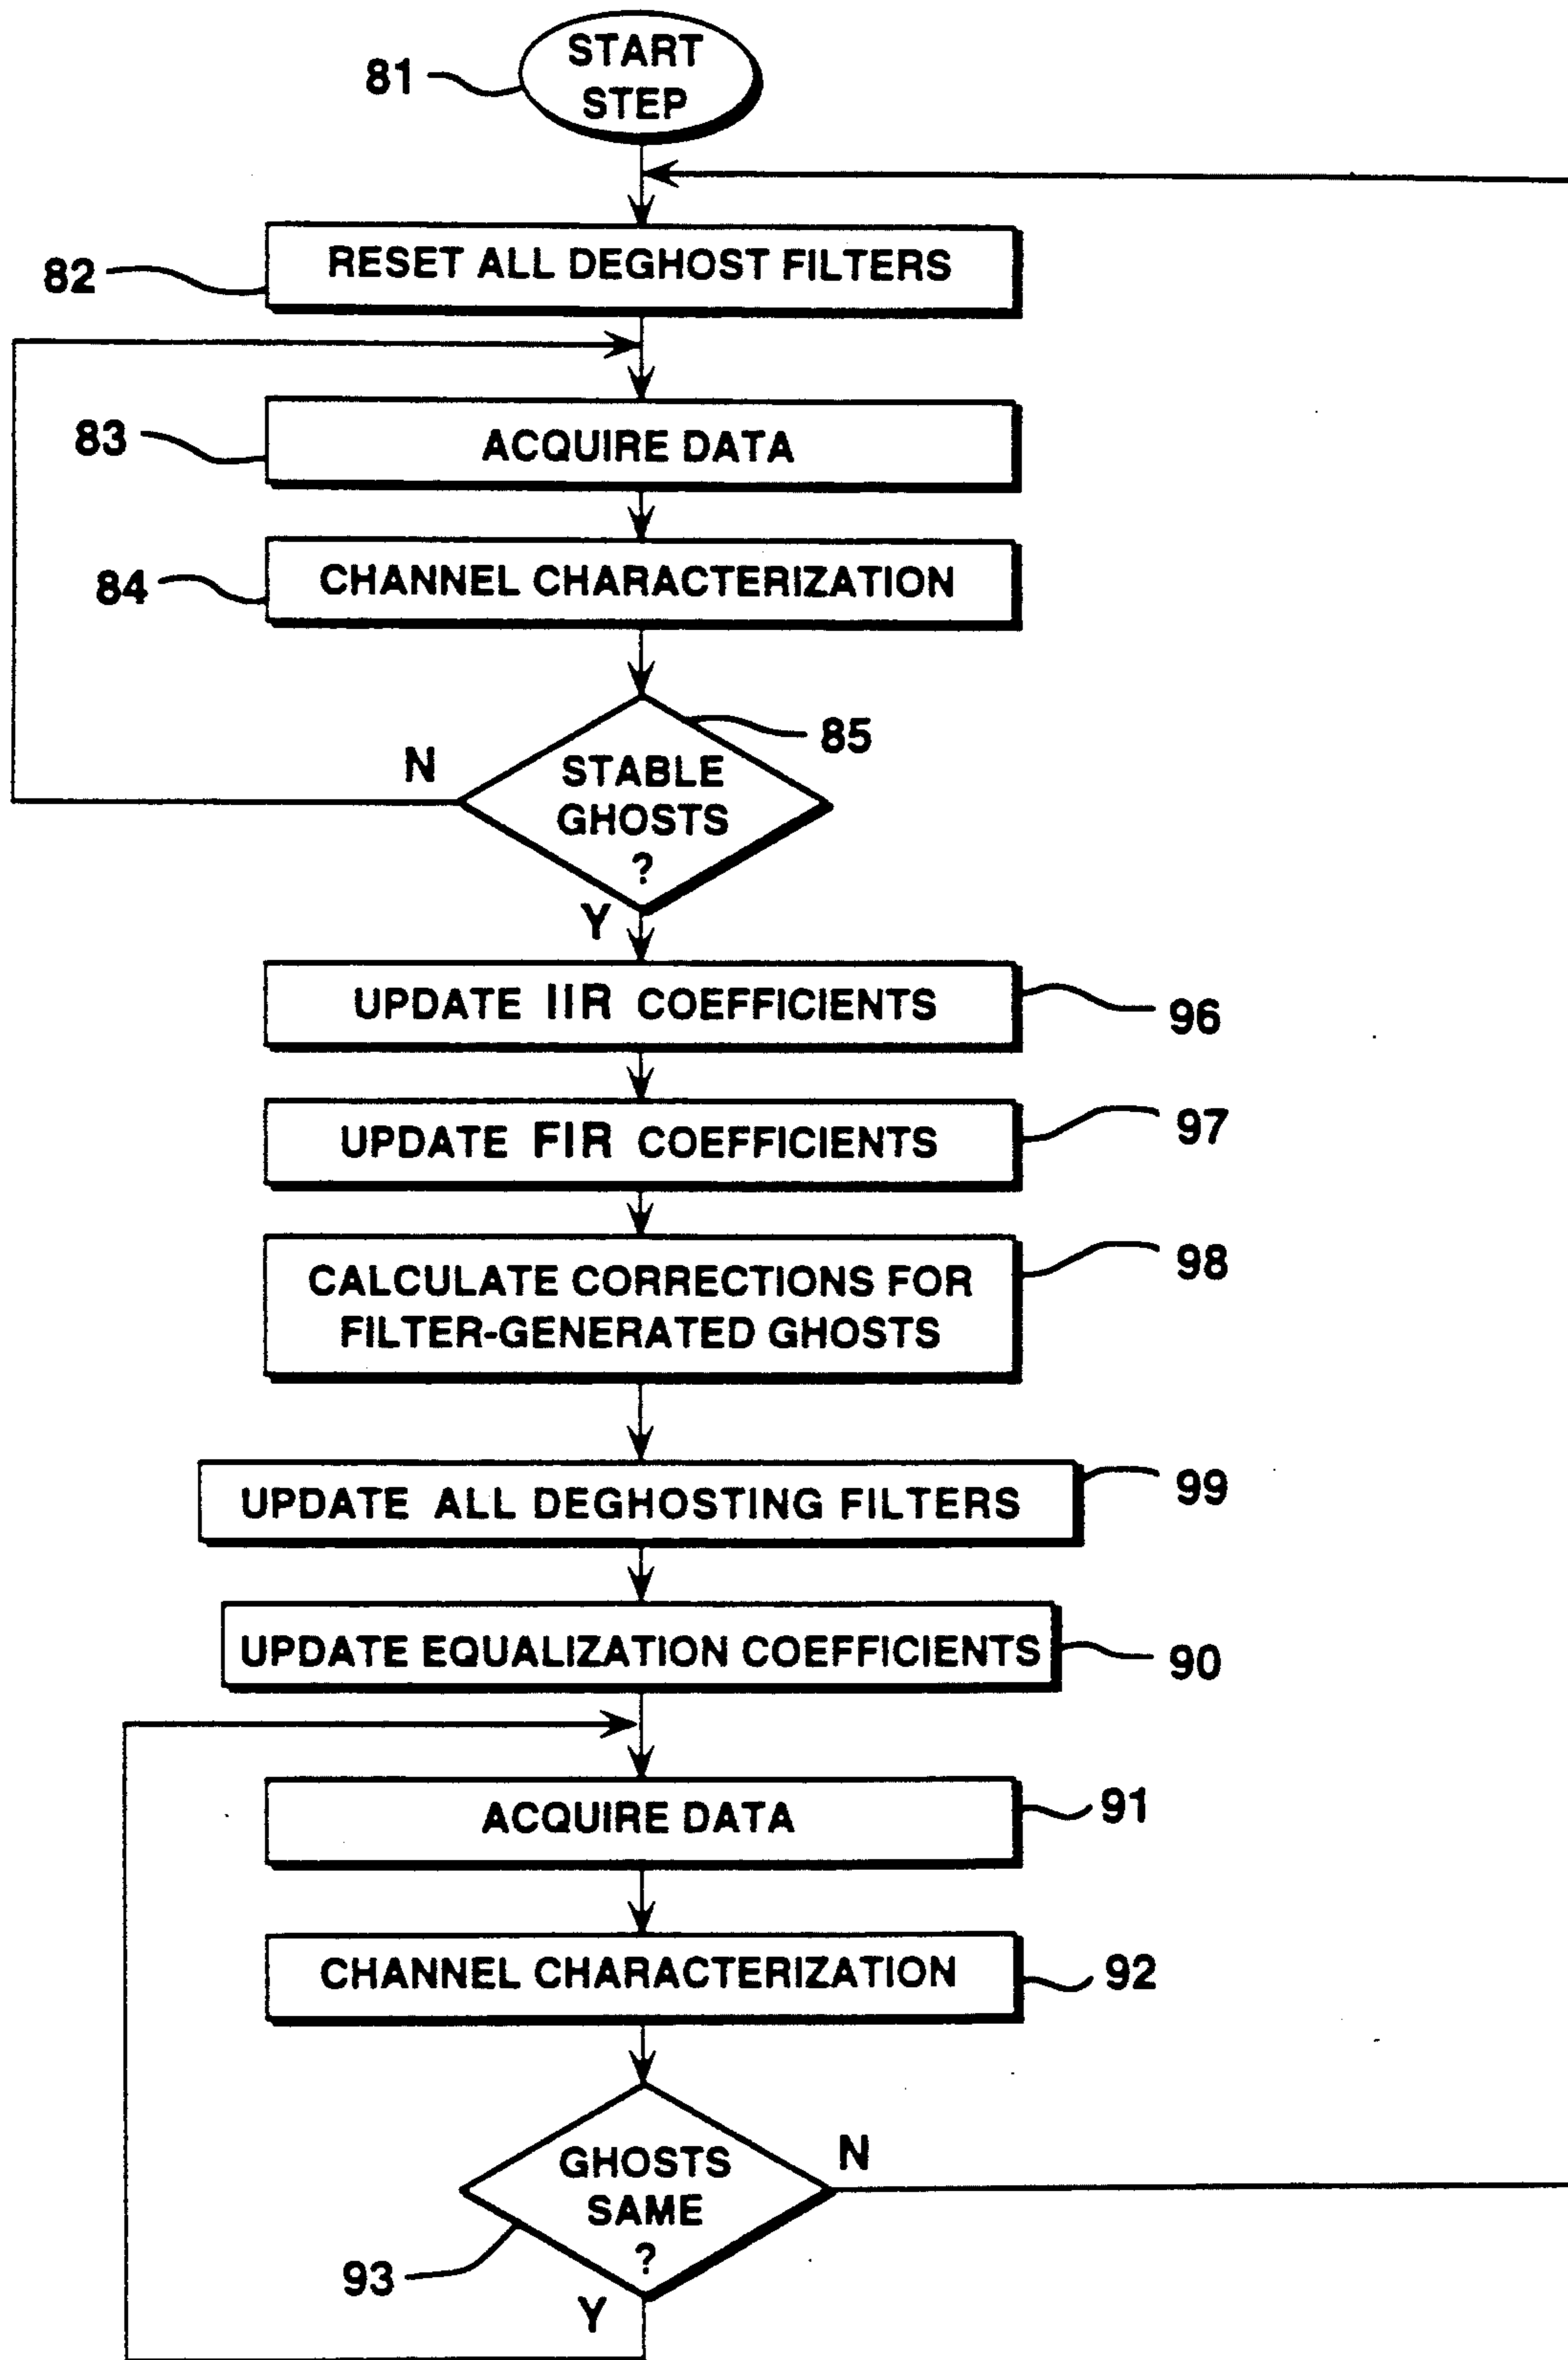 START
STEP
81
RESET ALL DEGHOST FILTERS
82
ACQUIRE DATA
83
CHANNEL CHARACTERIZATION
84
85
N
STABLE
GHOSTS
?
Y
UPDATE IIR COEFFICIENTS
96
UPDATE FIR COEFFICIENTS
97
CALCULATE CORRECTIONS FOR
FILTER-GENERATED GHOSTS
98
UPDATE ALL DEGHOSTING FILTERS
99
UPDATE EQUALIZATION COEFFICIENTS
90
ACQUIRE DATA
91
CHANNEL CHARACTERIZATION
92
GHOSTS
SAME
?
N
93
Y